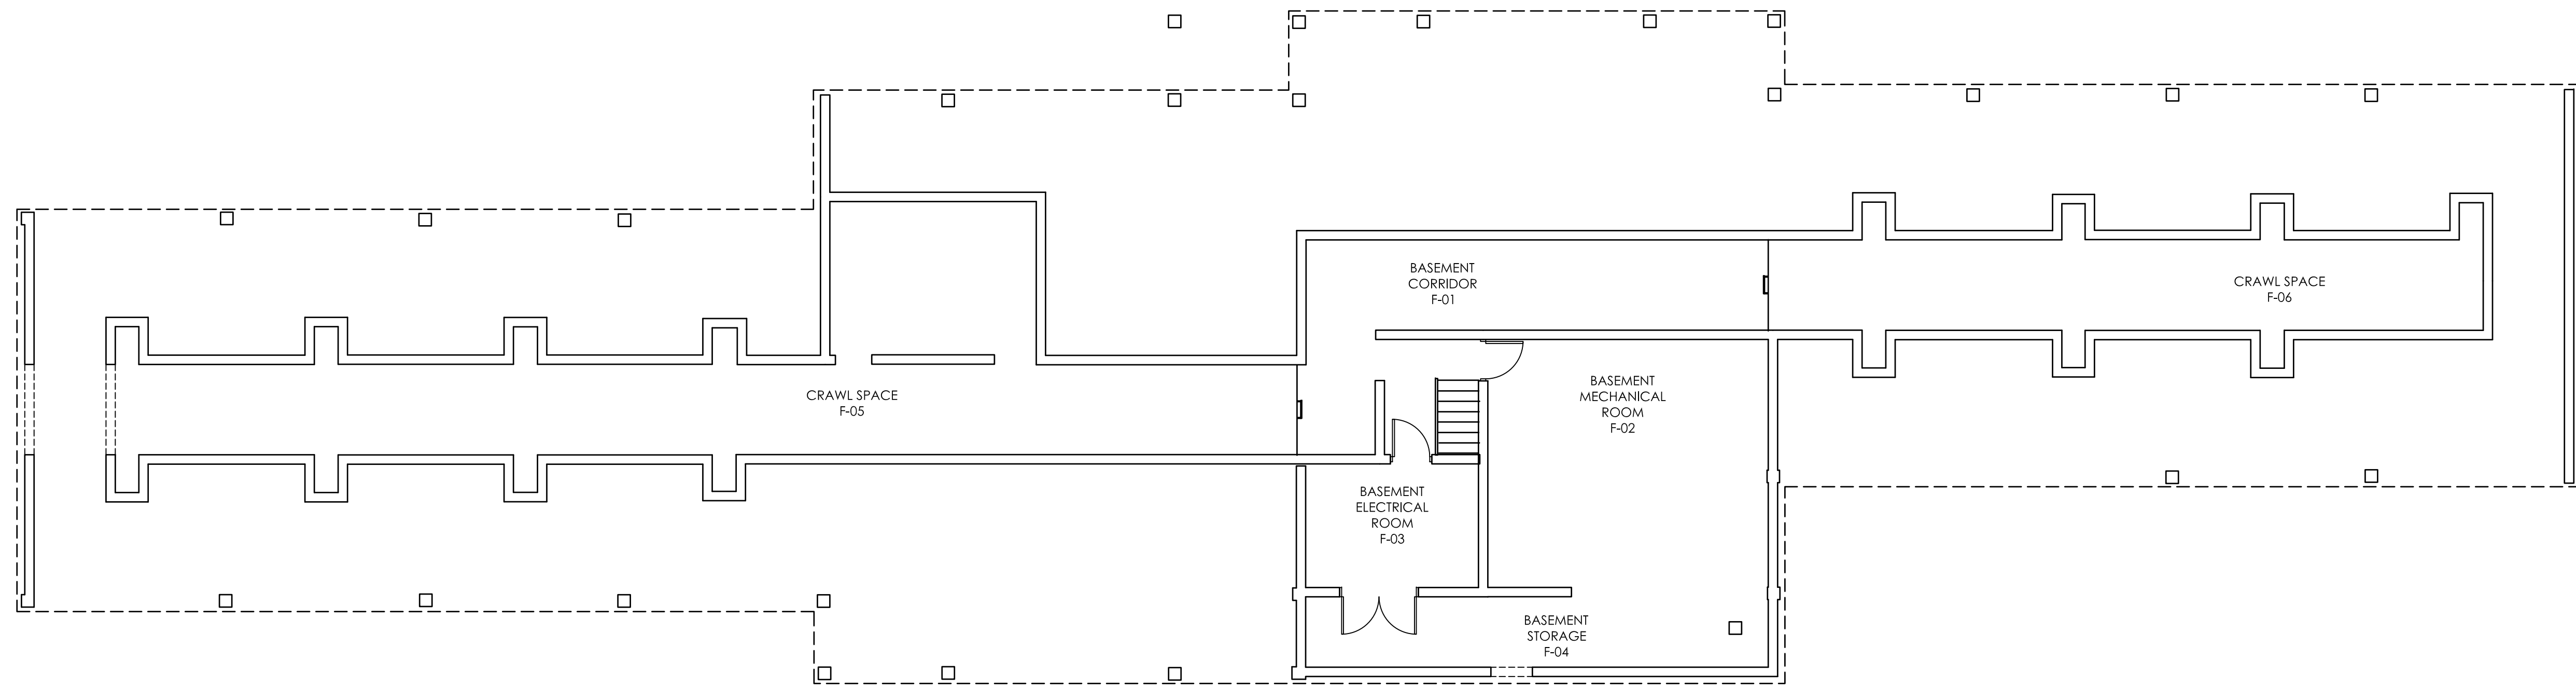 BASEMENT
CORRIDOR
F-01
CRAWL SPACE
F-06
CRAWL SPACE
F-05
BASEMENT
MECHANICAL
ROOM
F-02
BASEMENT
ELECTRICAL
ROOM
F-03
BASEMENT
STORAGE
F-04